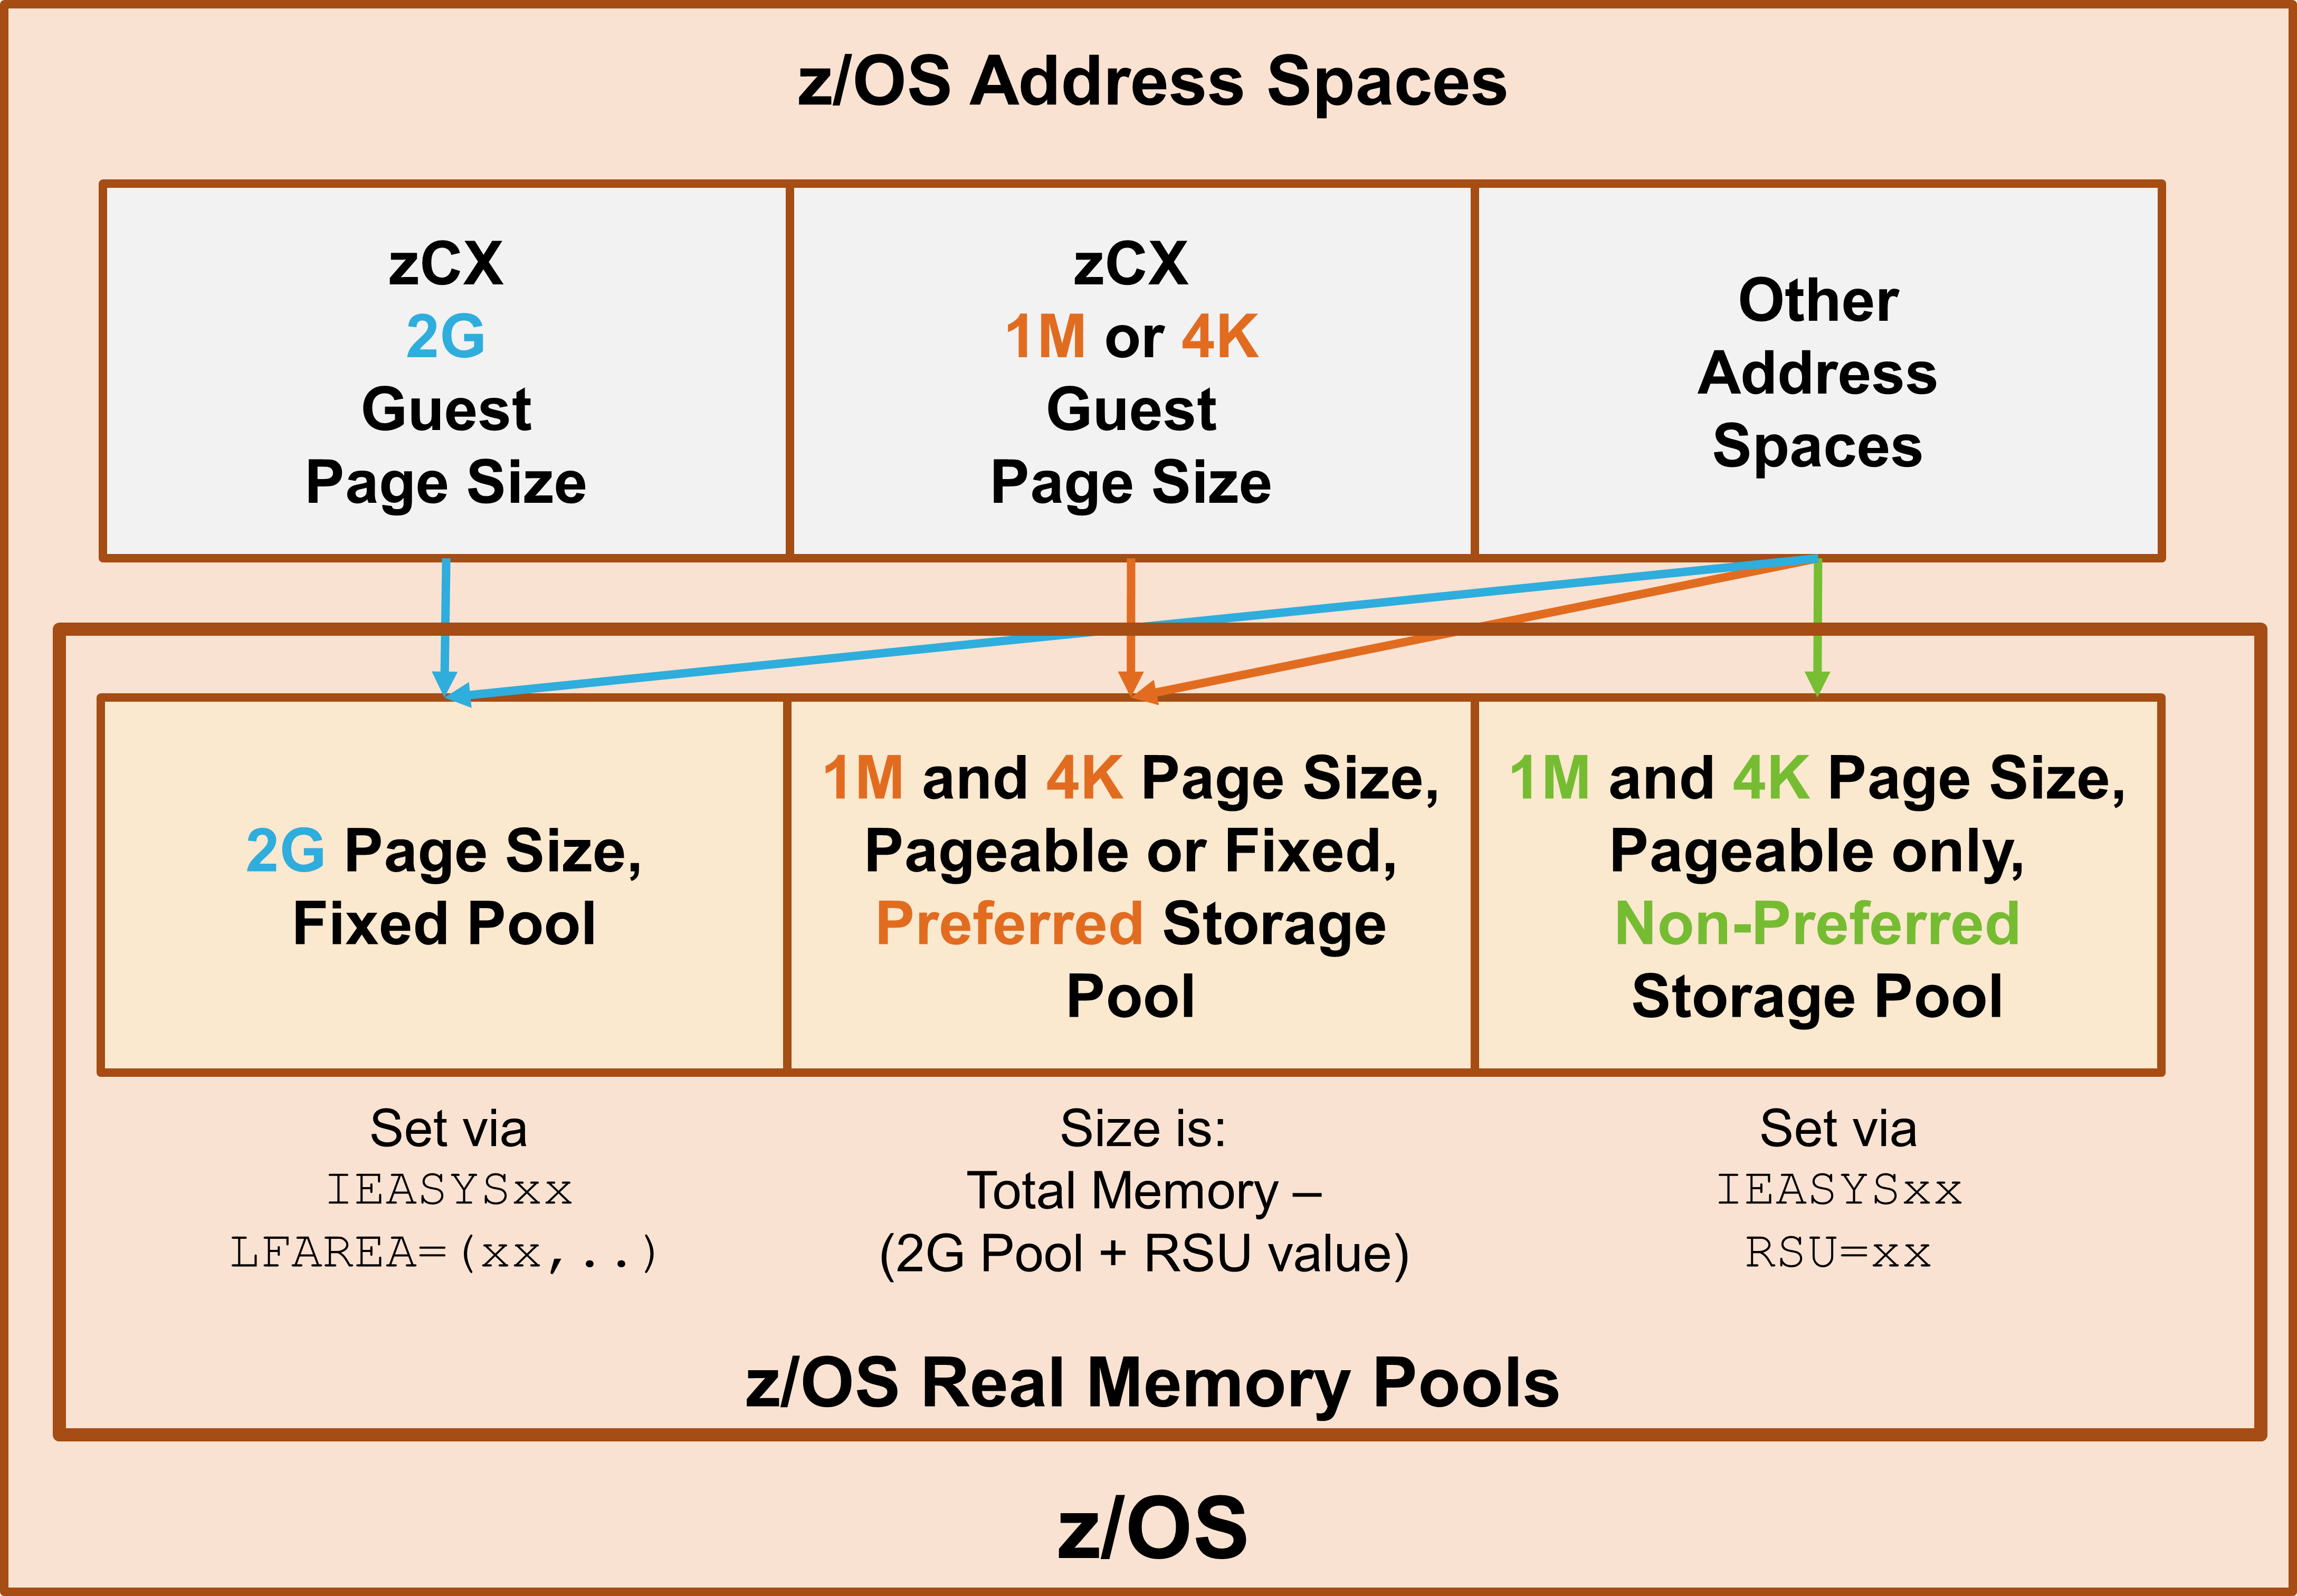 z/OS Address Spaces
zCX
2G
Guest
Page Size
zCX
1M or 4K
Guest
Page Size
Other
Address
Spaces
2G Page Size,
Fixed Pool
1M and 4K Page Size,
Pageable or Fixed,
Preferred Storage
Pool
1M and 4K Page Size,
Pageable only,
Non-Preferred
Storage Pool
Set via
IEASYSxx
LFAREA=(xx,..)
Size is:
Total Memory –
(2G Pool + RSU value)
Set via
IEASYSxx
RSU=xx
z/OS Real Memory Pools
z/OS